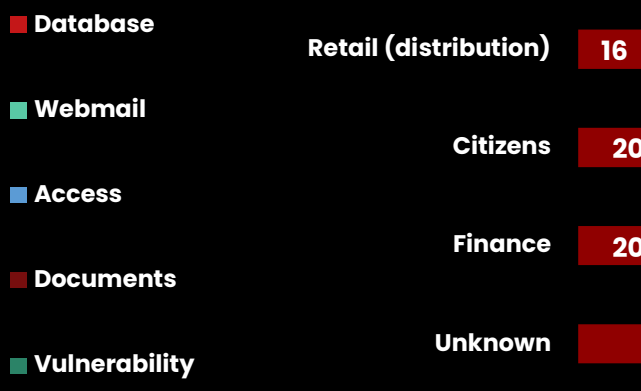 Database
Webmail
Access
Documents
Vulnerability
Retail (distribution) 16
Citizens 20
Finance 20
Unknown